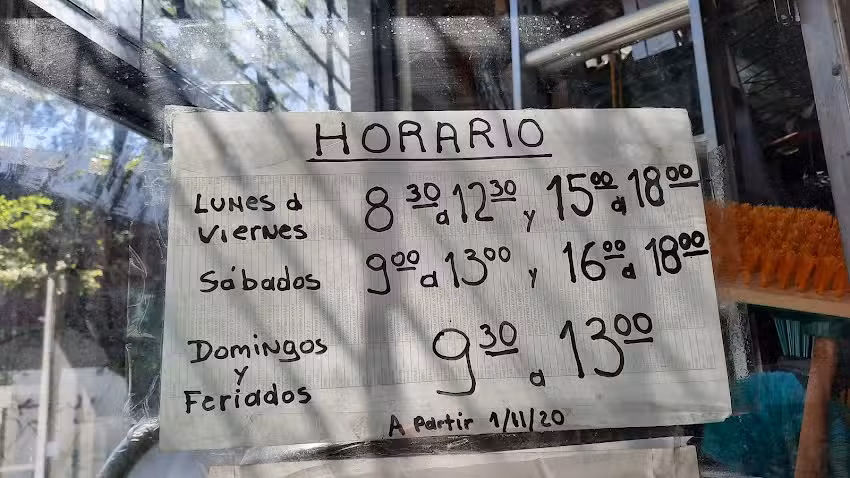 HORARIO
LUNes a 8 30 a 12 30 y 15 00 a 18 00
Viernes
Sábados 9 00 a 13 00 y 16 00 a 18 00
Domingos 9 30 a 13 00
y
Feriados
A Partir 1/11/20